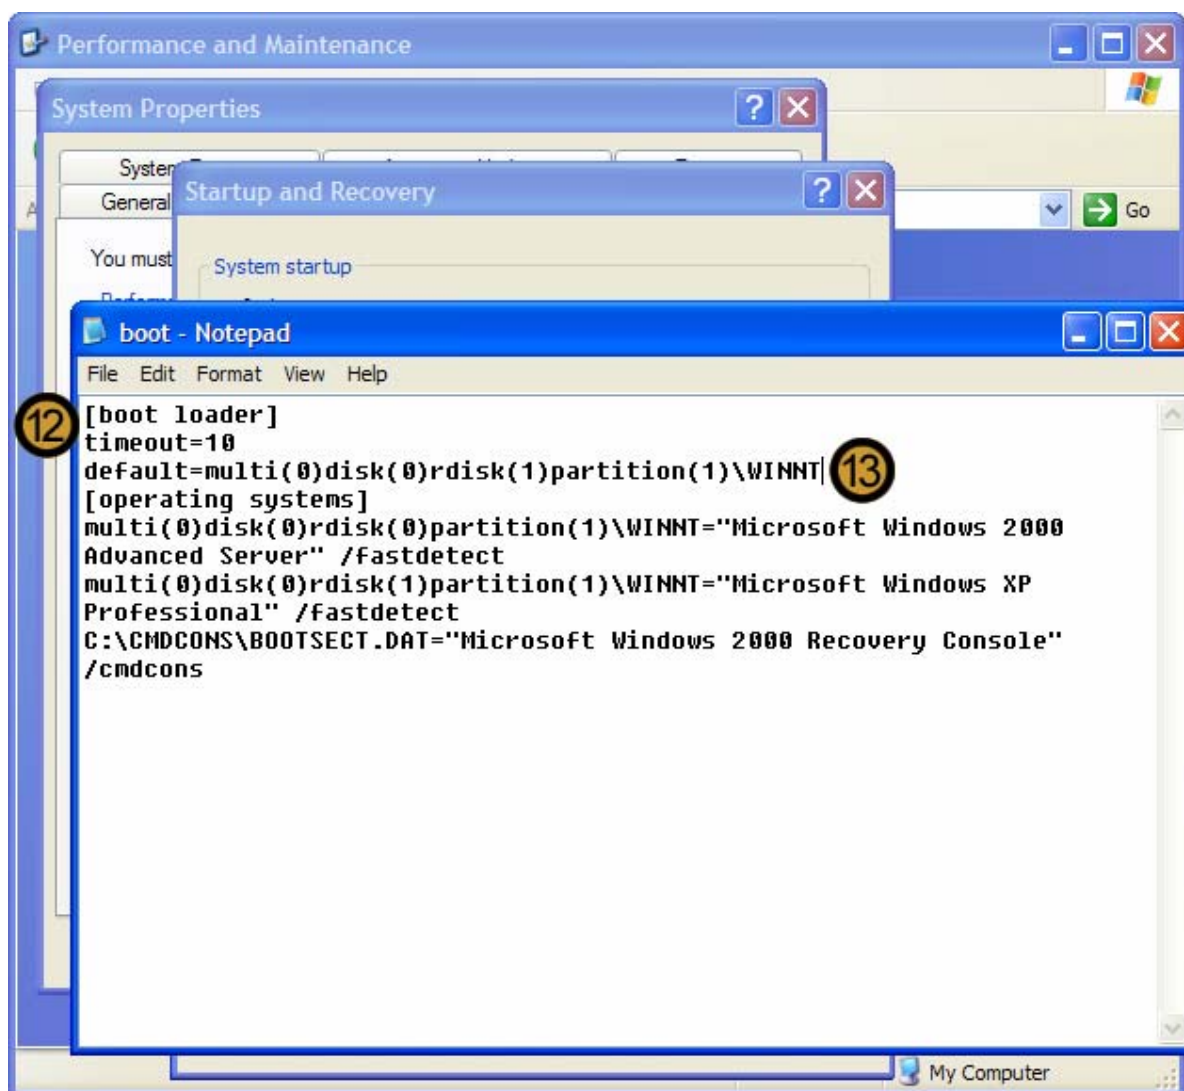 Performance and Maintenance
System Properties
System
Startup and Recovery
General
Go
You must
System startup
boot - Notepad
File Edit Format View Help
12
[boot loader]
timeout=10
default=multi(0)disk(0)rdisk(1)partition(1)\WINNT
13
[operating systems]
multi(0)disk(0)rdisk(0)partition(1)\WINNT="Microsoft Windows 2000
Advanced Server" /fastdetect
multi(0)disk(0)rdisk(1)partition(1)\WINNT="Microsoft Windows XP
Professional" /fastdetect
C:\CMDCONS\BOOTSECT.DAT="Microsoft Windows 2000 Recovery Console"
/cmdcons
My Computer